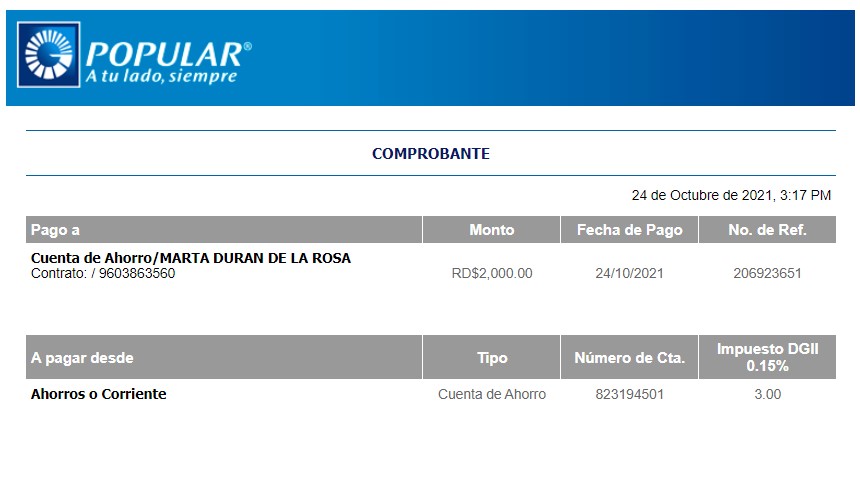 POPULAR®
A tu lado, siempre
COMPROBANTE
24 de Octubre de 2021, 3:17 PM
Pago a Monto Fecha de Pago No. de Ref.
Cuenta de Ahorro/MARTA DURAN DE LA ROSA
Contrato: / 9603863560 RD$2,000.00 24/10/2021 206923651
A pagar desde Tipo Número de Cta. Impuesto DGII 0.15%
Ahorros o Corriente Cuenta de Ahorro 823194501 3.00